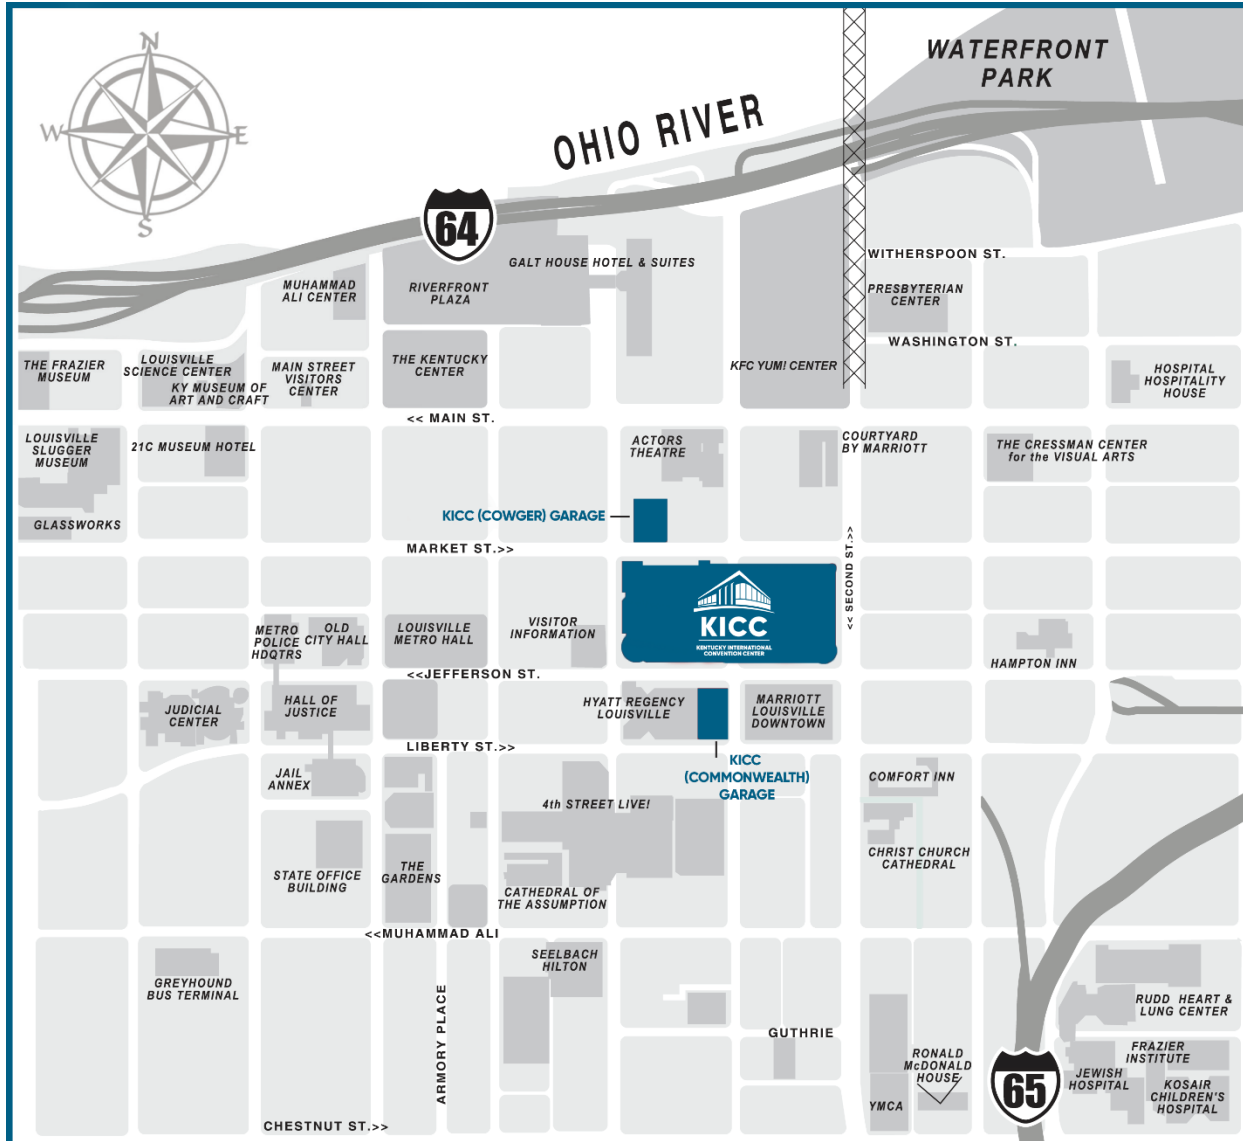 N
W
E
S
WATERFRONT
PARK
OHIO RIVER
64
WITHERSPOON ST.
GALT HOUSE HOTEL & SUITES
MUHAMMAD
ALI CENTER
RIVERFRONT
PLAZA
PRESBYTERIAN
CENTER
WASHINGTON ST.
THE FRAZIER
MUSEUM
LOUISVILLE
SCIENCE CENTER
KY MUSEUM OF
ART AND CRAFT
MAIN STREET
VISITORS
CENTER
THE KENTUCKY
CENTER
KFC YUM! CENTER
HOSPITAL
HOSPITALITY
HOUSE
<< MAIN ST.
LOUISVILLE
SLUGGER
MUSEUM
21C MUSEUM HOTEL
ACTORS
THEATRE
COURTYARD
BY MARRIOTT
THE CRESSMAN CENTER
for the VISUAL ARTS
GLASSWORKS
KICC (COWGER) GARAGE
MARKET ST.>>
<< SECOND ST.>>
KICC
KENTUCKY INTERNATIONAL
CONVENTION CENTER
METRO
POLICE
HDQTRS
OLD
CITY HALL
LOUISVILLE
METRO HALL
VISITOR
INFORMATION
HAMPTON INN
<<JEFFERSON ST.
JUDICIAL
CENTER
HALL OF
JUSTICE
HYATT REGENCY
LOUISVILLE
MARRIOTT
LOUISVILLE
DOWNTOWN
LIBERTY ST.>>
KICC
(COMMONWEALTH)
GARAGE
JAIL
ANNEX
4th STREET LIVE!
COMFORT INN
CHRIST CHURCH
CATHEDRAL
STATE OFFICE
BUILDING
THE
GARDENS
CATHEDRAL OF
THE ASSUMPTION
<<MUHAMMAD ALI
SEELBACH
HILTON
GREYHOUND
BUS TERMINAL
ARMORY PLACE
GUTHRIE
RUDD HEART &
LUNG CENTER
RONALD
McDONALD
HOUSE
65
FRAZIER
INSTITUTE
JEWISH
HOSPITAL
KOSAIR
CHILDREN'S
HOSPITAL
YMCA
CHESTNUT ST.>>